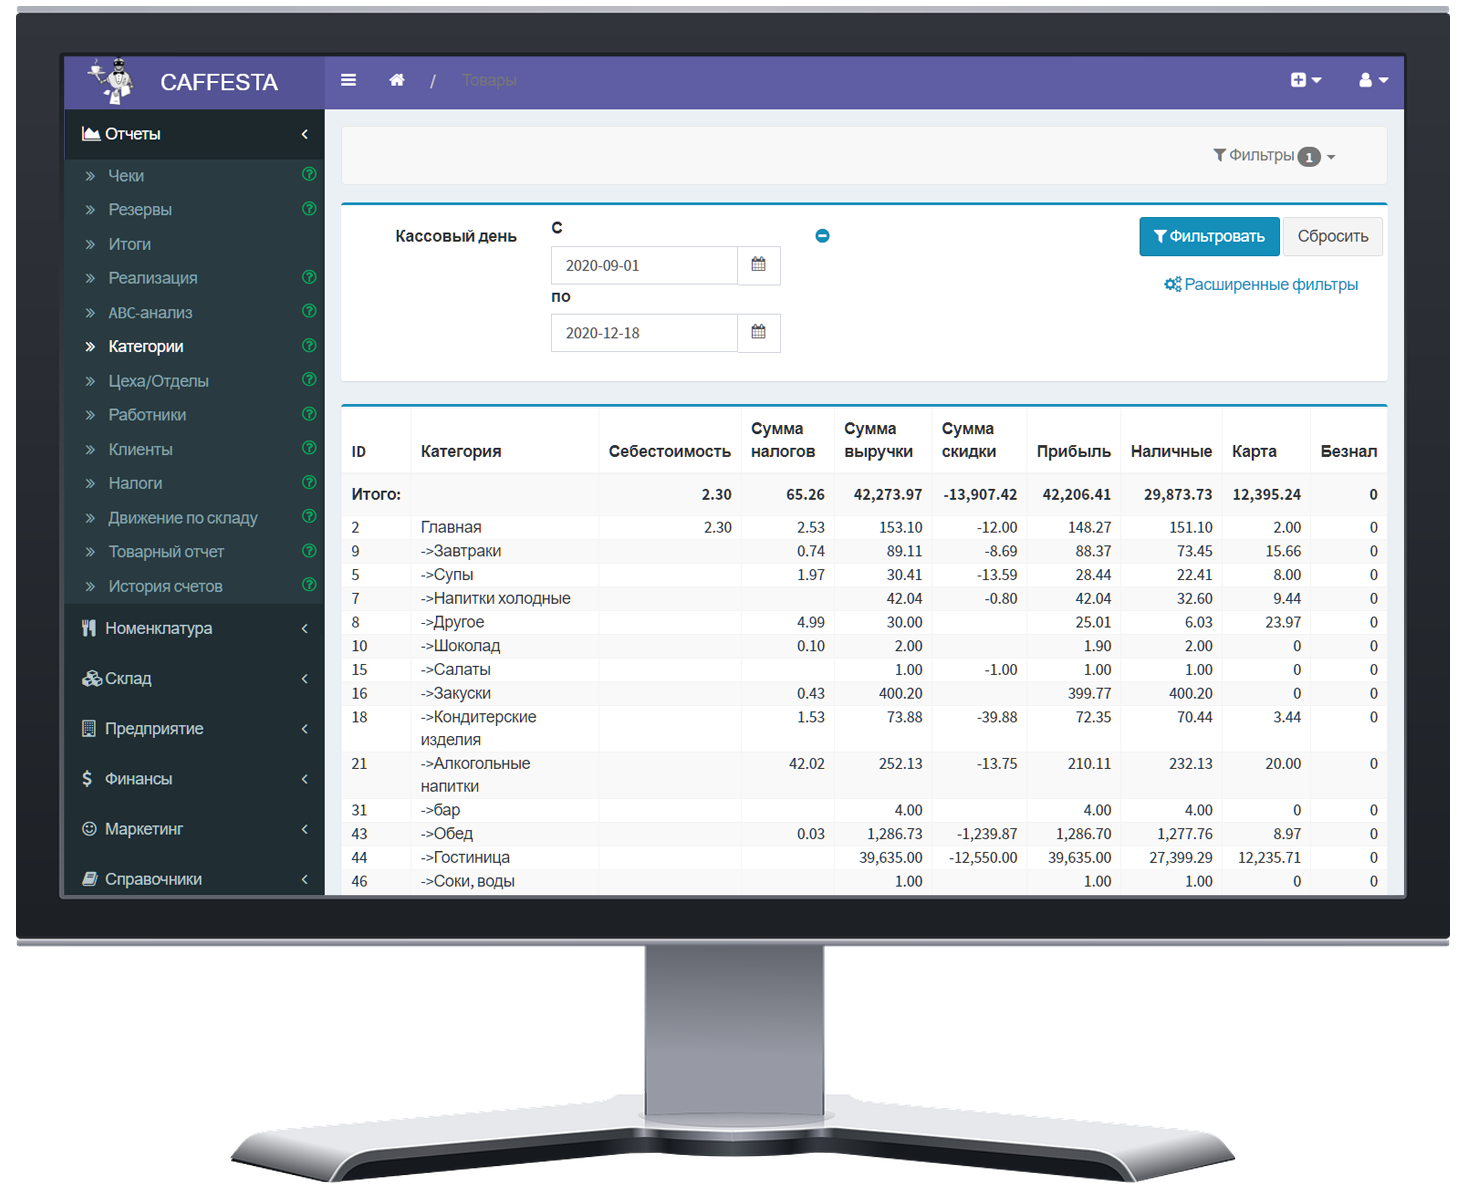 CAFFESTA / Товары
Отчеты
Чеки
Резервы
Итоги
Реализация
ABC-анализ
Категории
Цеха/Отделы
Работники
Клиенты
Налоги
Движение по складу
Товарный отчет
История счетов
Номенклатура
Склад
Предприятие
Финансы
Маркетинг
Справочники
Фильтры 1
Кассовый день
С
2020-09-01
по
2020-12-18
Фильтровать Сбросить
Расширенные фильтры
ID Категория Себестоимость Сумма налогов Сумма выручки Сумма скидки Прибыль Наличные Карта Безнал
Итого: 2.30 65.26 42,273.97 -13,907.42 42,206.41 29,873.73 12,395.24 0
2 Главная 2.30 2.53 153.10 -12.00 148.27 151.10 2.00 0
9 ->Завтраки 0.74 89.11 -8.69 88.37 73.45 15.66 0
5 ->Супы 1.97 30.41 -13.59 28.44 22.41 8.00 0
7 ->Напитки холодные 42.04 -0.80 42.04 32.60 9.44 0
8 ->Другое 4.99 30.00 25.01 6.03 23.97 0
10 ->Шоколад 0.10 2.00 1.90 2.00 0 0
15 ->Салаты 1.00 -1.00 1.00 1.00 0 0
16 ->Закуски 0.43 400.20 399.77 400.20 0 0
18 ->Кондитерские 1.53 73.88 -39.88 72.35 70.44 3.44 0
изделия
21 ->Алкогольные 42.02 252.13 -13.75 210.11 232.13 20.00 0
напитки
31 ->бар 4.00 4.00 4.00 0 0
43 ->Обед 0.03 1,286.73 -1,239.87 1,286.70 1,277.76 8.97 0
44 ->Гостиница 39,635.00 -12,550.00 39,635.00 27,399.29 12,235.71 0
46 ->Соки, воды 1.00 1.00 1.00 0 0